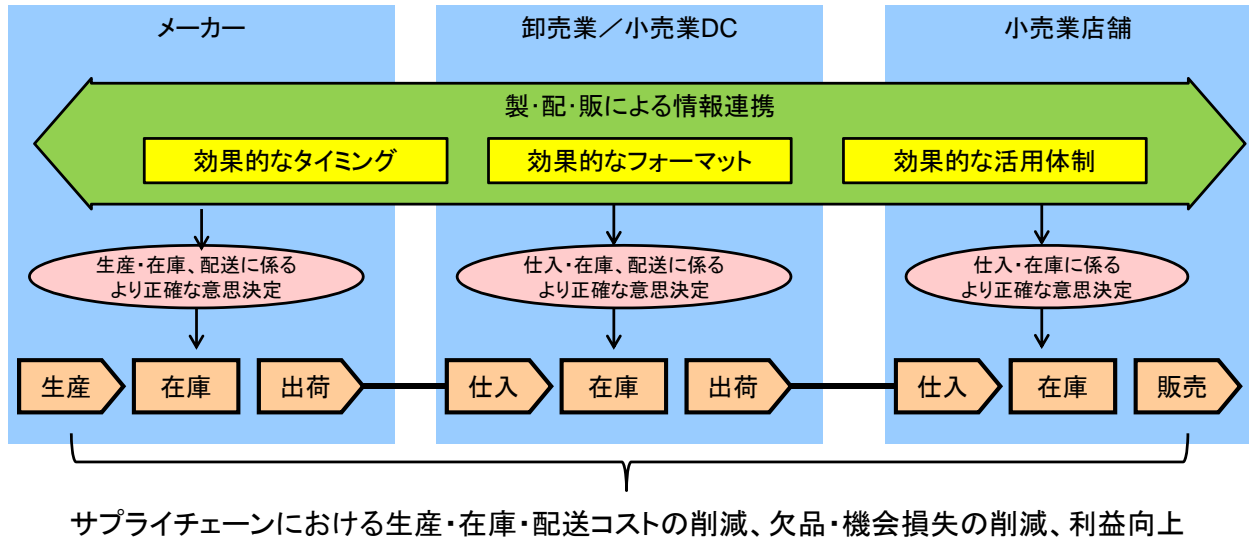 メーカー
卸売業／小売業DC
小売業店舗
製・配・販による情報連携
効果的なタイミング
効果的なフォーマット
効果的な活用体制
生産・在庫、配送に係る
より正確な意思決定
仕入・在庫、配送に係る
より正確な意思決定
仕入・在庫に係る
より正確な意思決定
生産
在庫
出荷
仕入
在庫
出荷
仕入
在庫
販売
サプライチェーンにおける生産・在庫・配送コストの削減、欠品・機会損失の削減、利益向上